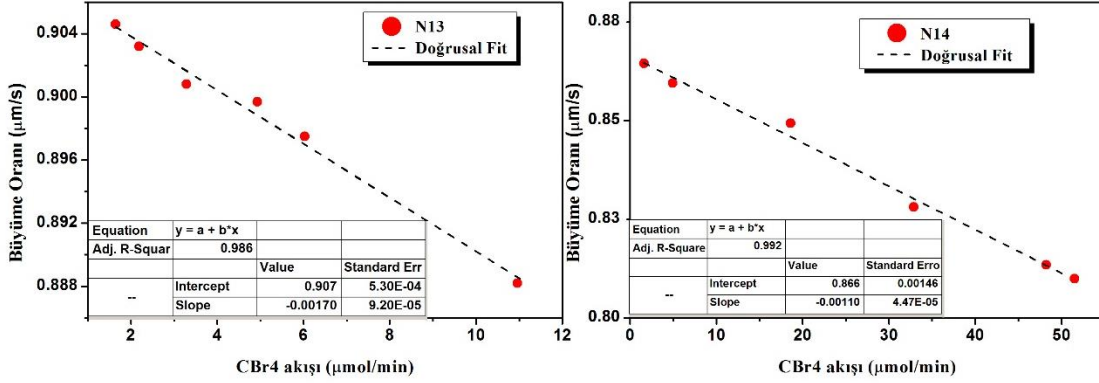 N13
Doğrusal Fit
Büyüme Oranı (μm/s)
0.904
0.900
0.896
0.892
0.888
Equation y = a + b*x
Adj. R-Squar 0.986
Value Standard Err
-- Intercept 0.907 5.30E-04
Slope -0.00170 9.20E-05
2 4 6 8 10 12
CBr4 akışı (μmol/min)
N14
Doğrusal Fit
Büyüme Oranı (μm/s)
0.88
0.85
0.83
0.80
Equation y = a + b*x
Adj. R-Square 0.992
Value Standard Erro
-- Intercept 0.866 0.00146
Slope -0.00110 4.47E-05
0 10 20 30 40 50
CBr4 akışı (μmol/min)